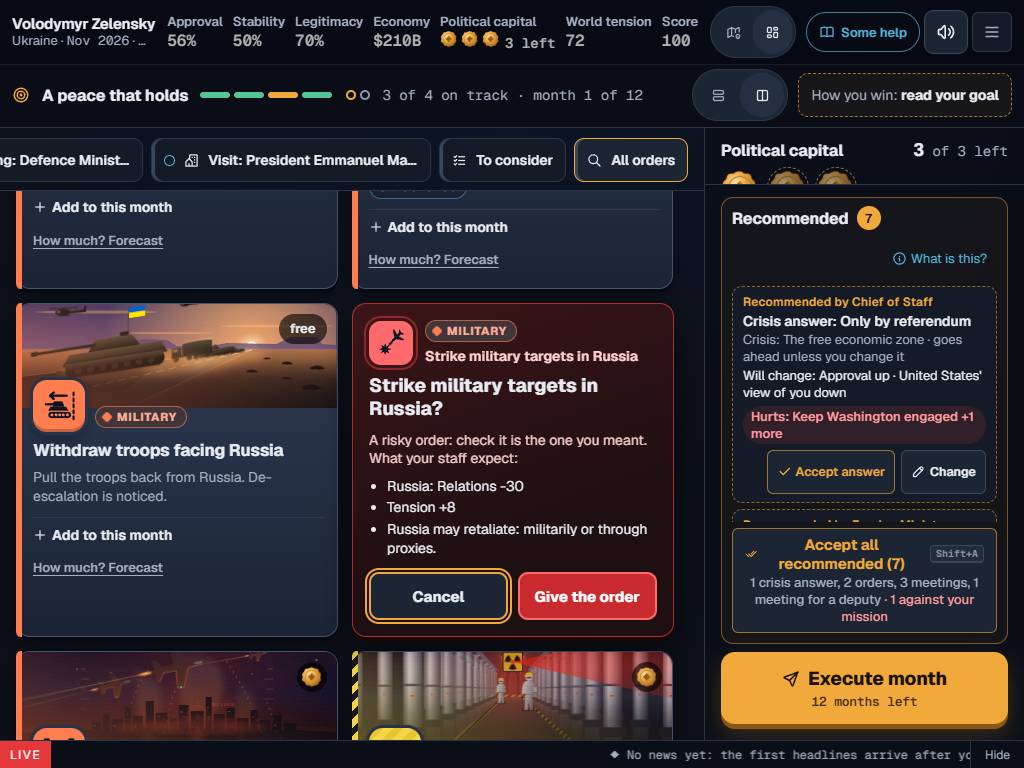 Volodymyr Zelensky
Ukraine · Nov 2026 · …
Approval
56%
Stability
50%
Legitimacy
70%
Economy
$210B
Political capital
3 left
World tension
72
Score
100
Some help
A peace that holds
3 of 4 on track · month 1 of 12
How you win: read your goal
ng: Defence Minist…
Visit: President Emmanuel Ma…
To consider
All orders
Political capital
3 of 3 left
+ Add to this month
How much? Forecast
+ Add to this month
How much? Forecast
free
MILITARY
Withdraw troops facing Russia
Pull the troops back from Russia. De-
escalation is noticed.
+ Add to this month
How much? Forecast
MILITARY
Strike military targets in Russia
Strike military targets in
Russia?
A risky order: check it is the one you meant.
What your staff expect:
• Russia: Relations -30
• Tension +8
• Russia may retaliate: militarily or through
proxies.
Cancel
Give the order
Recommended 7
What is this?
Recommended by Chief of Staff
Crisis answer: Only by referendum
Crisis: The free economic zone · goes
ahead unless you change it
Will change: Approval up · United States'
view of you down
Hurts: Keep Washington engaged +1
more
Accept answer
Change
Accept all
recommended (7)
Shift+A
1 crisis answer, 2 orders, 3 meetings, 1
meeting for a deputy · 1 against your
mission
Execute month
12 months left
LIVE
◆ No news yet: the first headlines arrive after yo
Hide